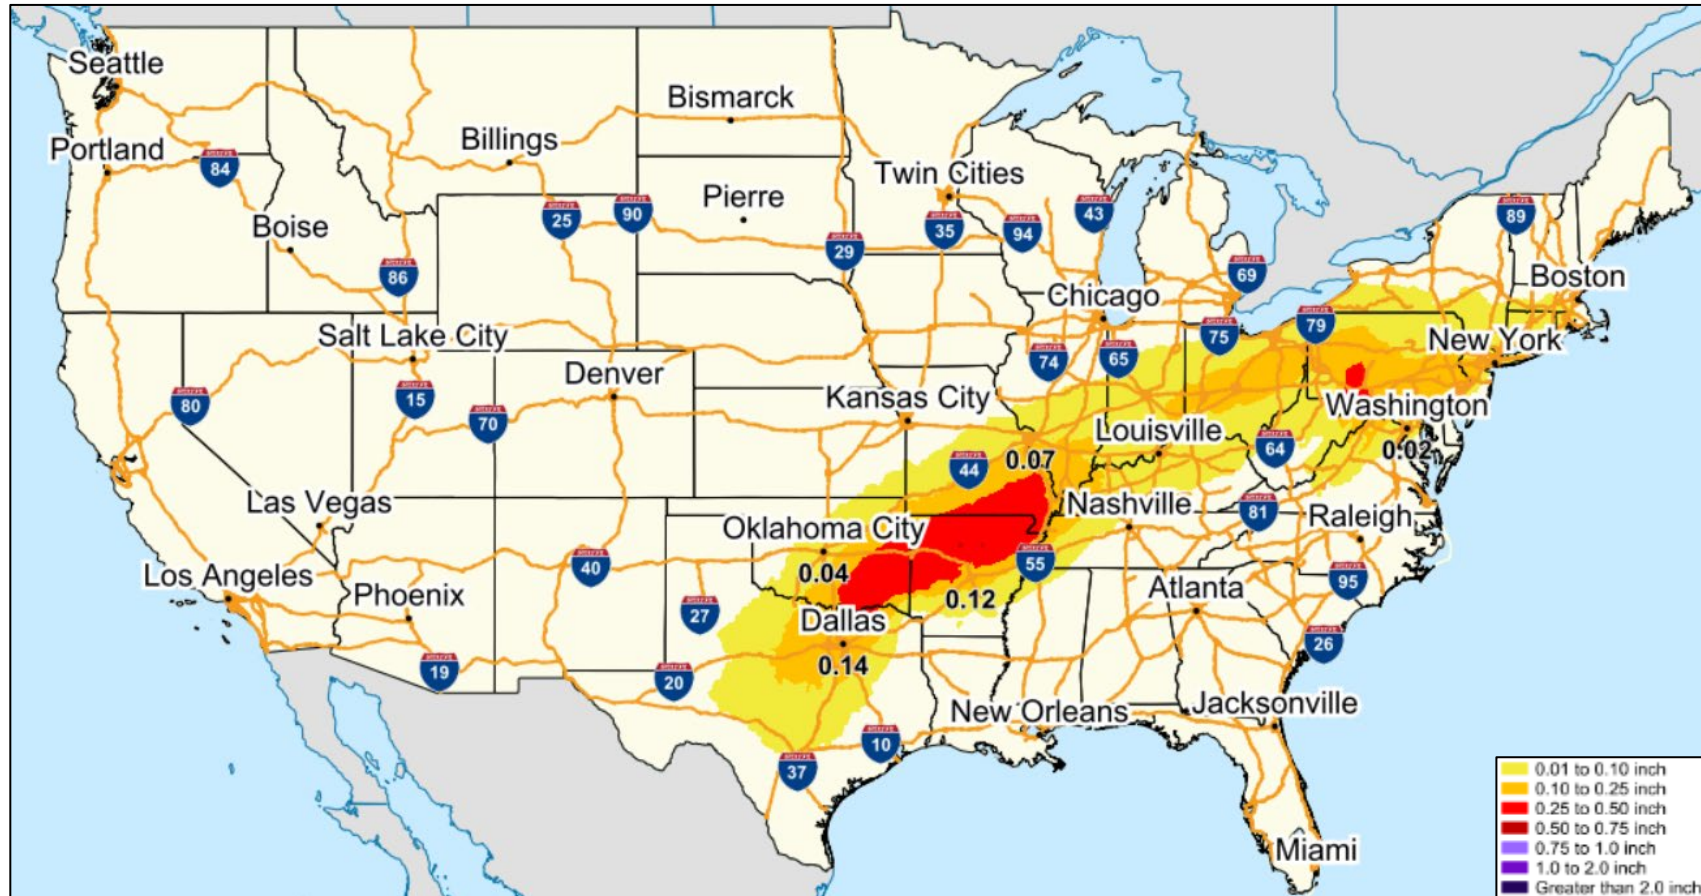 Seattle
Portland
84
Boise
86
Billings
Bismarck
25
90
Pierre
Twin Cities
29
35
94
43
69
89
Boston
Salt Lake City
80
15
70
Denver
Kansas City
Chicago
74
65
75
79
New York
Washington
0.02
Louisville
64
44
0.07
Las Vegas
Los Angeles
Phoenix
19
40
27
20
Oklahoma City
0.04
Dallas
0.14
0.12
55
Nashville
81
Raleigh
95
Atlanta
26
Jacksonville
New Orleans
10
37
Miami
0.01 to 0.10 inch
0.10 to 0.25 inch
0.25 to 0.50 inch
0.50 to 0.75 inch
0.75 to 1.0 inch
1.0 to 2.0 inch
Greater than 2.0 inch